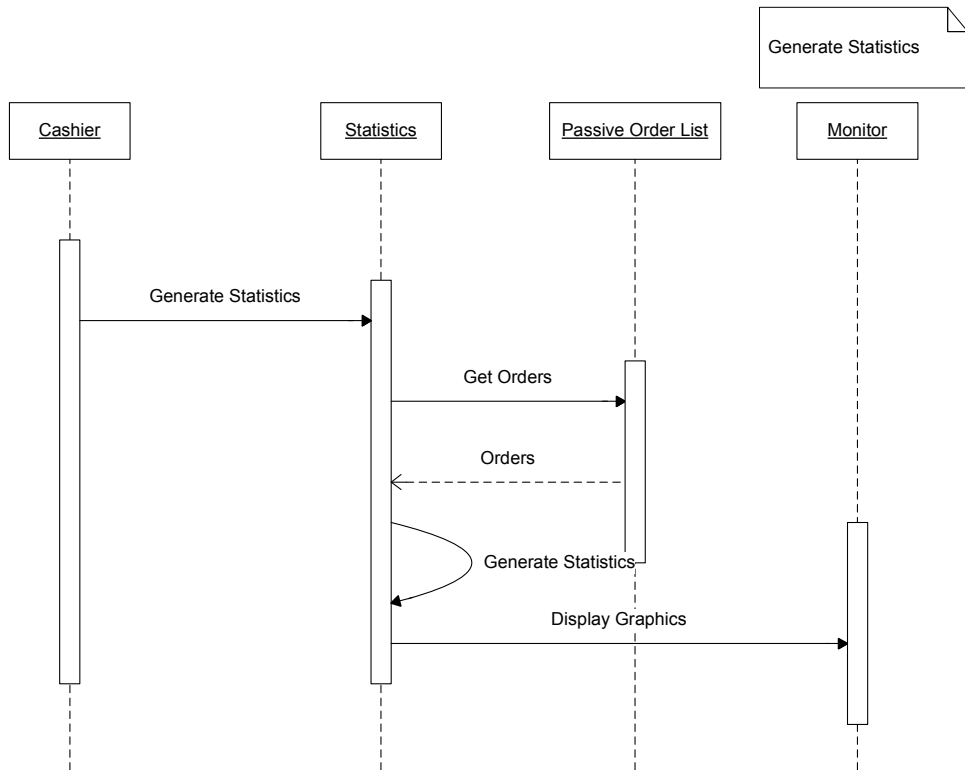 Generate Statistics
Cashier
Statistics
Passive Order List
Monitor
Generate Statistics
Get Orders
Orders
Generate Statistics
Display Graphics